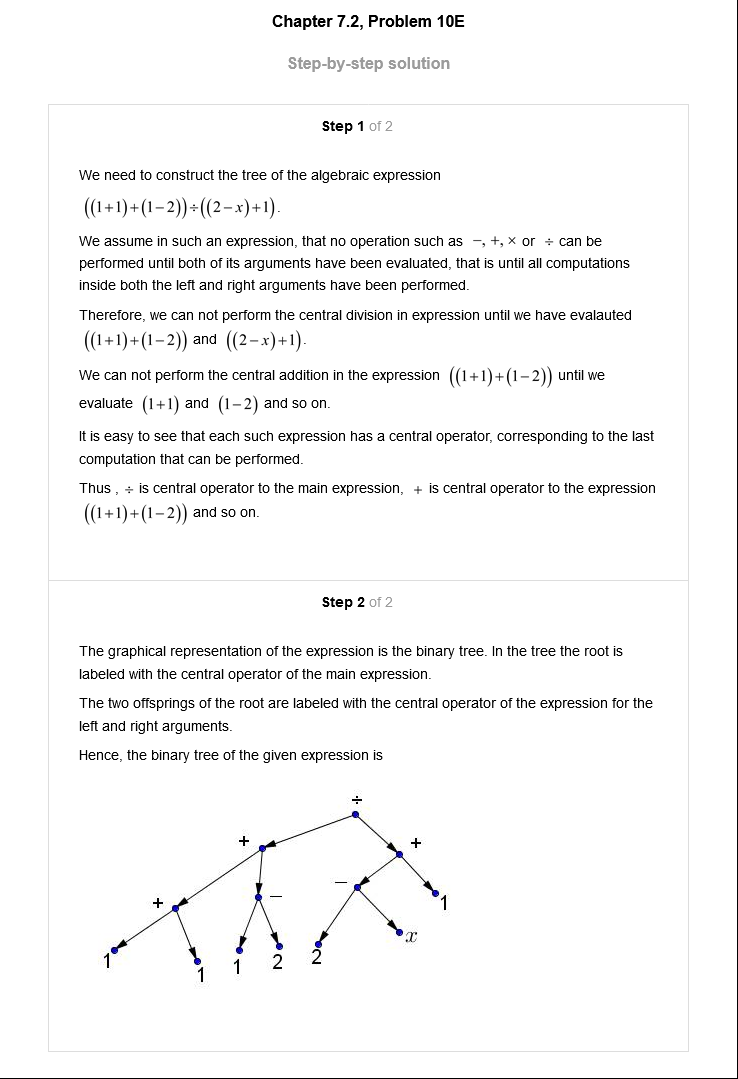 Chapter 7.2, Problem 10E
Step-by-step solution
Step 1 of 2
We need to construct the tree of the algebraic expression
((1+1)+(1−2))÷((2−x)+1).
We assume in such an expression, that no operation such as −, +, × or ÷ can be
performed until both of its arguments have been evaluated, that is until all computations
inside both the left and right arguments have been performed.
Therefore, we can not perform the central division in expression until we have evalauted
((1+1)+(1−2)) and ((2−x)+1).
We can not perform the central addition in the expression ((1+1)+(1−2)) until we
evaluate (1+1) and (1−2) and so on.
It is easy to see that each such expression has a central operator, corresponding to the last
computation that can be performed.
Thus , ÷ is central operator to the main expression, + is central operator to the expression
((1+1)+(1−2)) and so on.
Step 2 of 2
The graphical representation of the expression is the binary tree. In the tree the root is
labeled with the central operator of the main expression.
The two offsprings of the root are labeled with the central operator of the expression for the
left and right arguments.
Hence, the binary tree of the given expression is
÷
+ +
+ − − 1
1 1 1 2 2 x